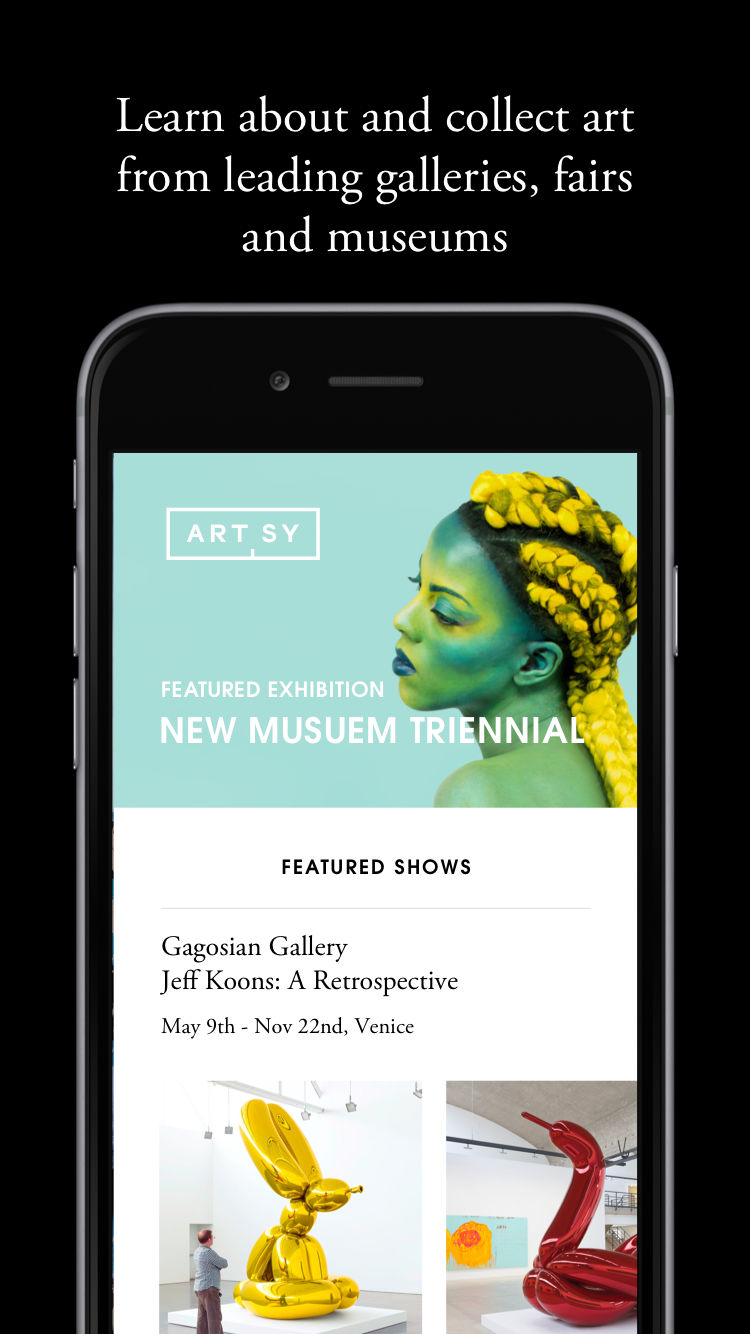 Learn about and collect art
from leading galleries, fairs
and museums
ART SY
FEATURED EXHIBITION
NEW MUSUEM TRIENNIAL
FEATURED SHOWS
Gagosian Gallery
Jeff Koons: A Retrospective
May 9th - Nov 22nd, Venice